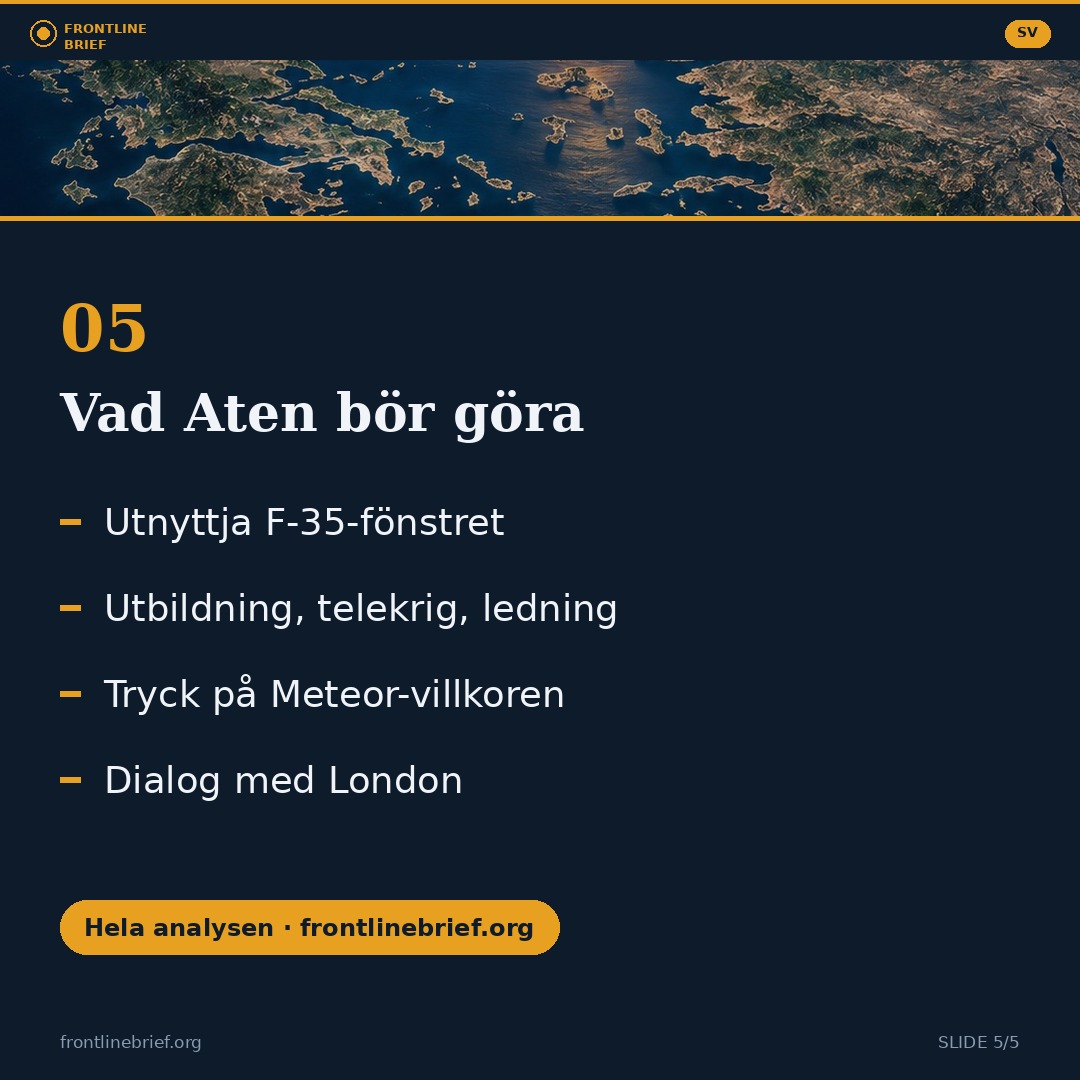 FRONTLINE
BRIEF
SV
05
Vad Aten bör göra
Utnyttja F-35-fönstret
Utbildning, telekrig, ledning
Tryck på Meteor-villkoren
Dialog med London
Hela analysen · frontlinebrief.org
frontlinebrief.org
SLIDE 5/5